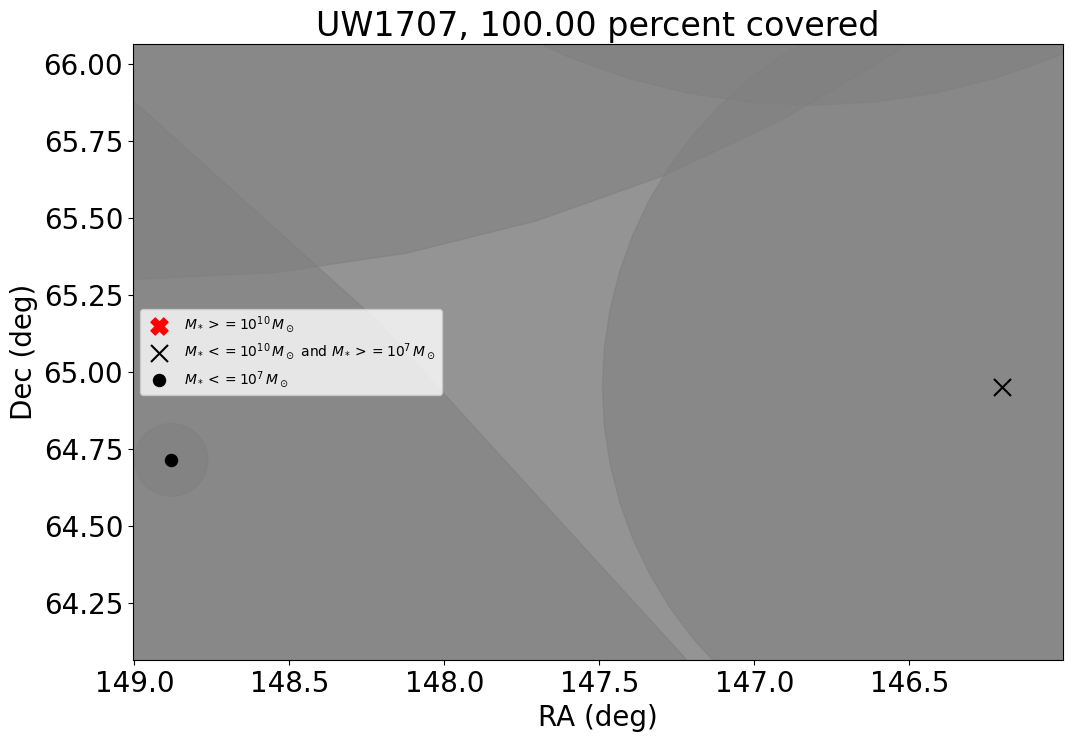 UW1707, 100.00 percent covered
66.00
65.75
65.50
65.25
65.00
64.75
64.50
64.25
Dec (deg)
M* >= 10^10 M⊙
M* <= 10^10 M⊙ and M* >= 10^7 M⊙
M* <= 10^7 M⊙
149.0 148.5 148.0 147.5 147.0 146.5
RA (deg)